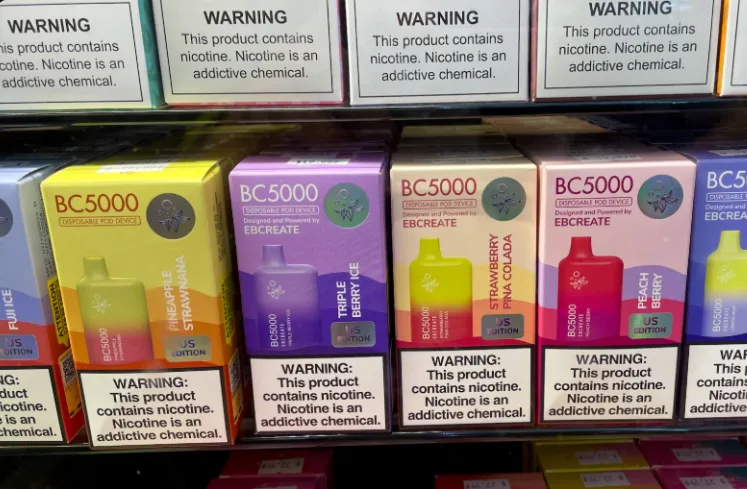 WARNING
This product contains
nicotine. Nicotine is an
addictive chemical.
WARNING
This product contains
nicotine. Nicotine is an
addictive chemical.
WARNING
This product contains
nicotine. Nicotine is an
addictive chemical.
WARNING
This product contains
nicotine. Nicotine is an
addictive chemical.
FUJI ICE
US
EDITION
BC5000
DISPOSABLE POD DEVICE
PINEAPPLE
STRAWNANA
BC5000
US
EDITION
WARNING:
This product
contains nicotine.
Nicotine is an
addictive chemical.
BC5000
DISPOSABLE POD DEVICE
Designed and Powered by
EBCREATE
TRIPLE
BERRY ICE
BC5000
EBCREATE
US
EDITION
WARNING:
This product
contains nicotine.
Nicotine is an
addictive chemical.
BC5000
DISPOSABLE POD DEVICE
Designed and Powered by
EBCREATE
STRAWBERRY
PINA COLADA
BC5000
EBCREATE
US
EDITION
WARNING:
This product
contains nicotine.
Nicotine is an
addictive chemical.
BC5000
DISPOSABLE POD DEVICE
Designed and Powered by
EBCREATE
PEACH
BERRY
BC5000
EBCREATE
US
EDITION
WARNING:
This product
contains nicotine.
Nicotine is an
addictive chemical.
EBCREATE
BC5000